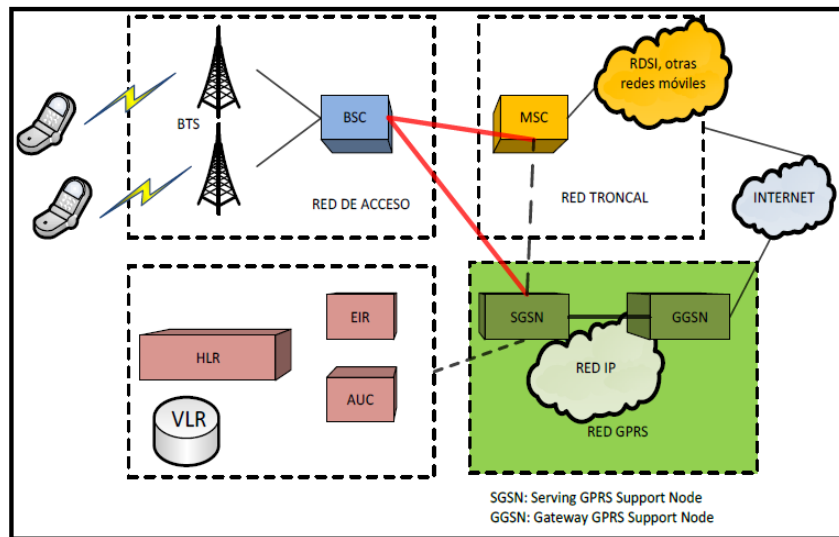 BTS
BSC
RED DE ACCESO
MSC
RDSI, otras
redes móviles
RED TRONCAL
INTERNET
EIR
HLR
AUC
VLR
SGSN
GGSN
RED IP
RED GPRS
SGSN: Serving GPRS Support Node
GGSN: Gateway GPRS Support Node